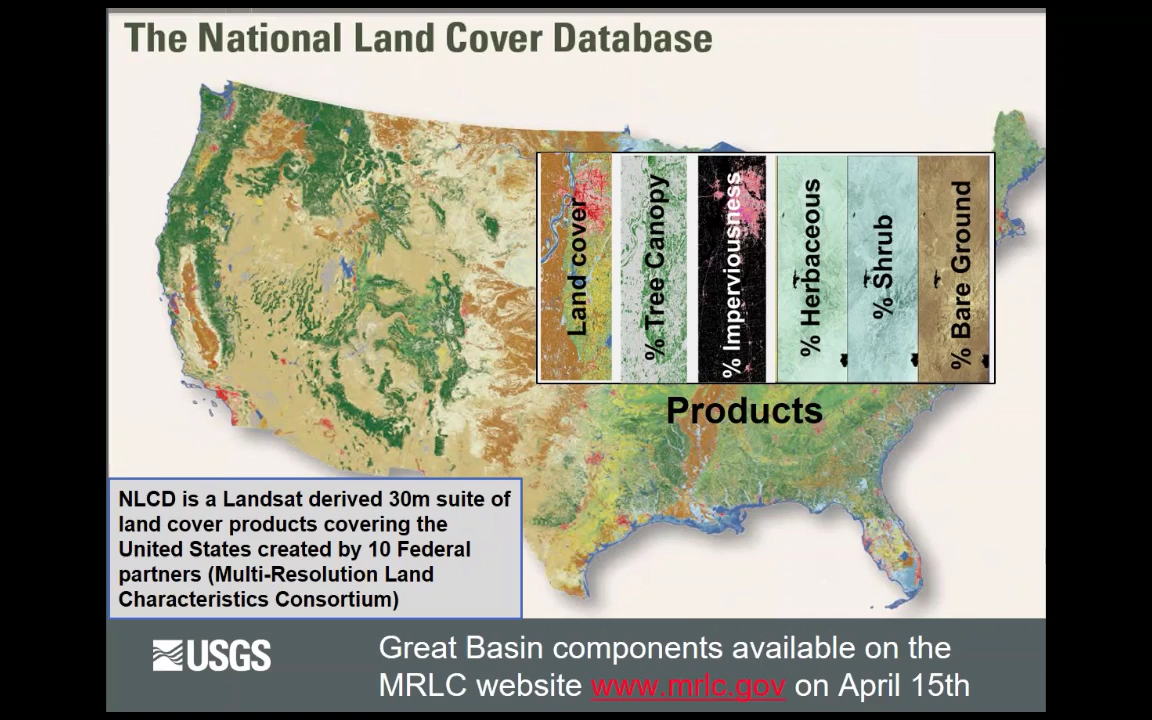 The National Land Cover Database
Land cover
% Tree Canopy
% Imperviousness
% Herbaceous
% Shrub
% Bare Ground
Products
NLCD is a Landsat derived 30m suite of
land cover products covering the
United States created by 10 Federal
partners (Multi-Resolution Land
Characteristics Consortium)
USGS
Great Basin components available on the
MRLC website www.mrlc.gov on April 15th